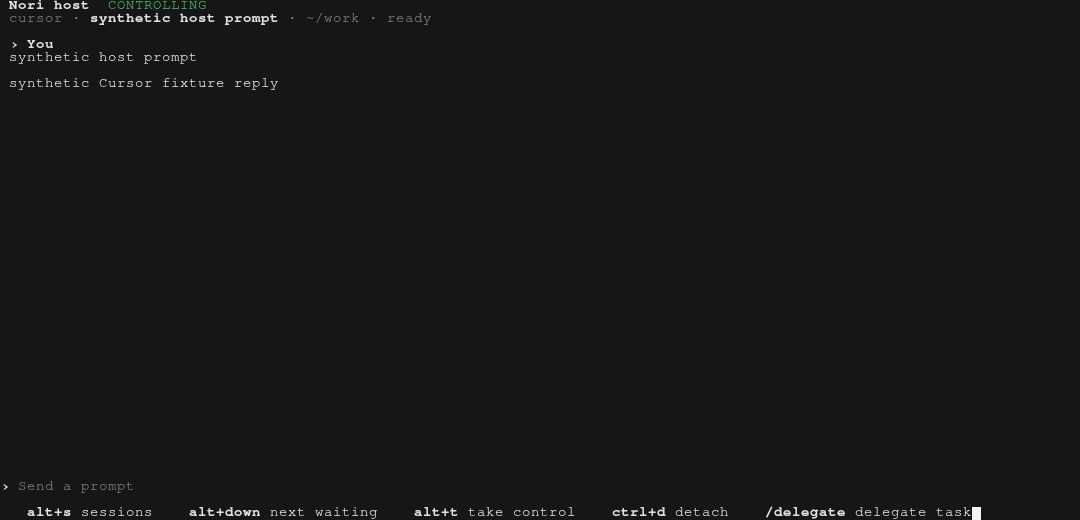 Nori host  CONTROLLING
cursor · synthetic host prompt · ~/work · ready
› You
synthetic host prompt
synthetic Cursor fixture reply
› Send a prompt
alt+s sessions    alt+down next waiting    alt+t take control    ctrl+d detach    /delegate delegate task